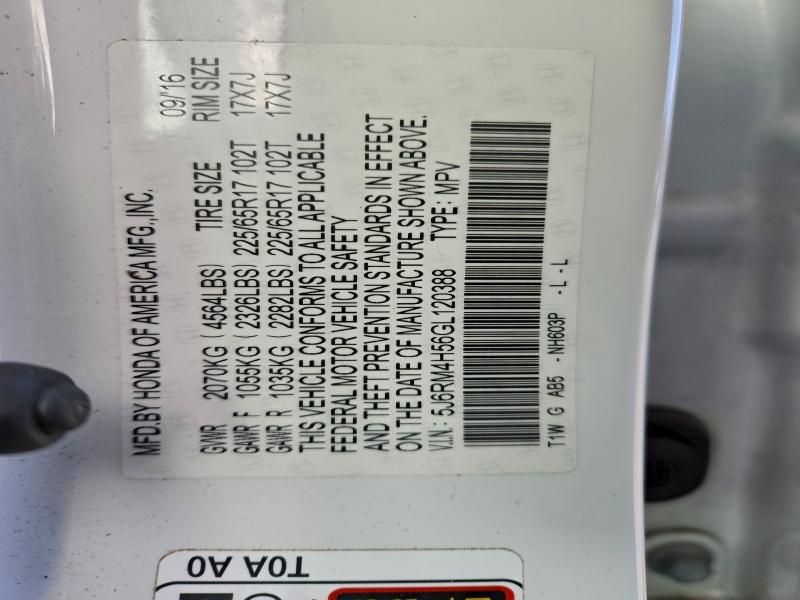 MFD.BY HONDA OF AMERICA MFG.,INC. 09/16
GVWR 2070KG (4564LBS) TIRE SIZE RIM SIZE
GAWR F 1055KG (2326LBS) 225/65R17 102T 17X7J
GAWR R 1035KG (2282LBS) 225/65R17 102T 17X7J
THIS VEHICLE CONFORMS TO ALL APPLICABLE
FEDERAL MOTOR VEHICLE SAFETY
AND THEFT PREVENTION STANDARDS IN EFFECT
ON THE DATE OF MANUFACTURE SHOWN ABOVE.
V.I.N.: 5J6RM4H56GL120388 TYPE: MPV
T1W G AB5 -NH603P -L -L
T0A A0